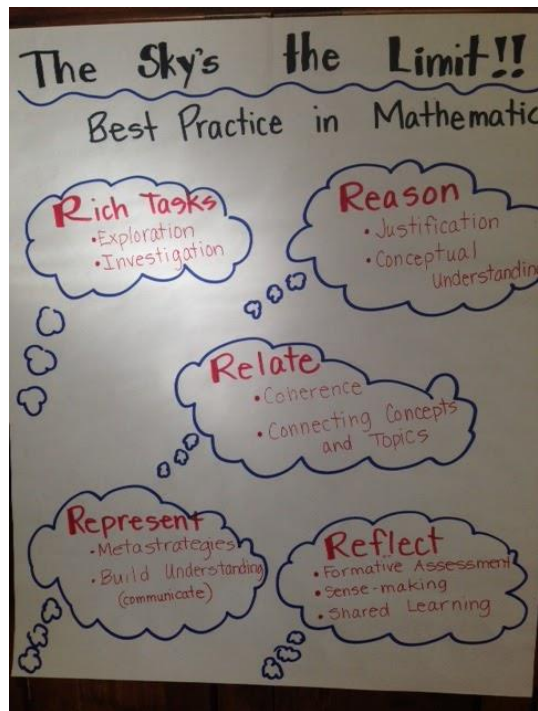 The Sky's the Limit!!
Best Practice in Mathematic
Rich Tasks
• Exploration
• Investigation
Reason
• Justification
• Conceptual
Understanding
Relate
• Coherence
• Connecting Concepts
and Topics
Represent
• Metastrategies
• Build Understanding
(communicate)
Reflect
• Formative Assessment
• Sense-making
• Shared Learning